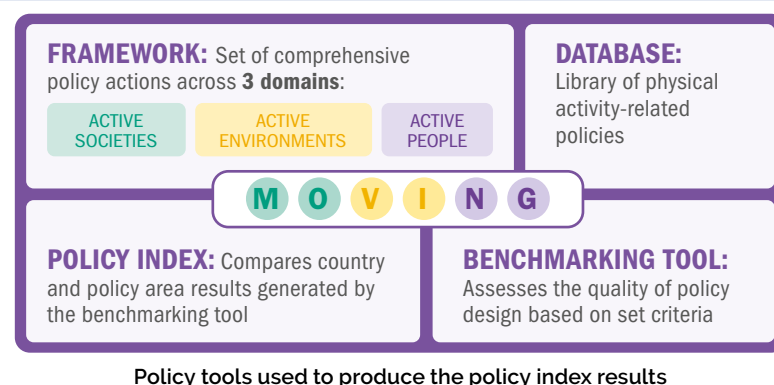 FRAMEWORK: Set of comprehensive
policy actions across 3 domains:
ACTIVE
SOCIETIES
ACTIVE
ENVIRONMENTS
ACTIVE
PEOPLE
DATABASE:
Library of physical
activity-related
policies
MOVING
POLICY INDEX: Compares country
and policy area results generated by
the benchmarking tool
BENCHMARKING TOOL:
Assesses the quality of policy
design based on set criteria
Policy tools used to produce the policy index results